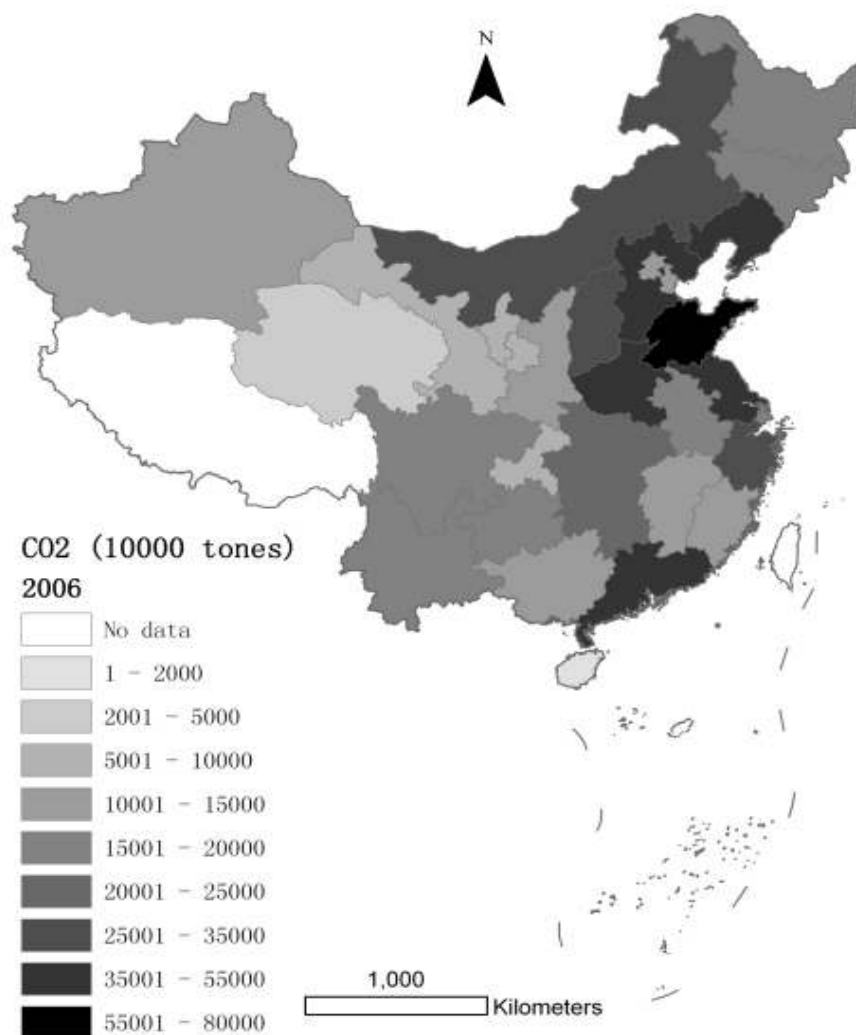 N
CO2 (10000 tones)
2006
No data
1 - 2000
2001 - 5000
5001 - 10000
10001 - 15000
15001 - 20000
20001 - 25000
25001 - 35000
35001 - 55000
55001 - 80000
1,000
Kilometers